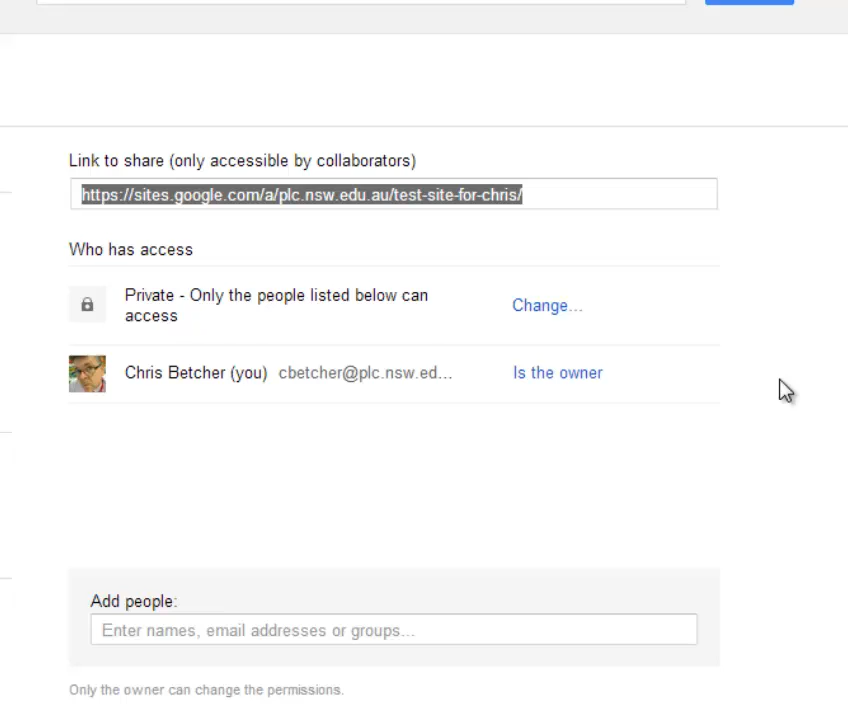 Link to share (only accessible by collaborators)
https://sites.google.com/a/plc.nsw.edu.au/test-site-for-chris/
Who has access
Private - Only the people listed below can
access
Change...
Chris Betcher (you) cbetcher@plc.nsw.ed... Is the owner
Add people:
Enter names, email addresses or groups...
Only the owner can change the permissions.